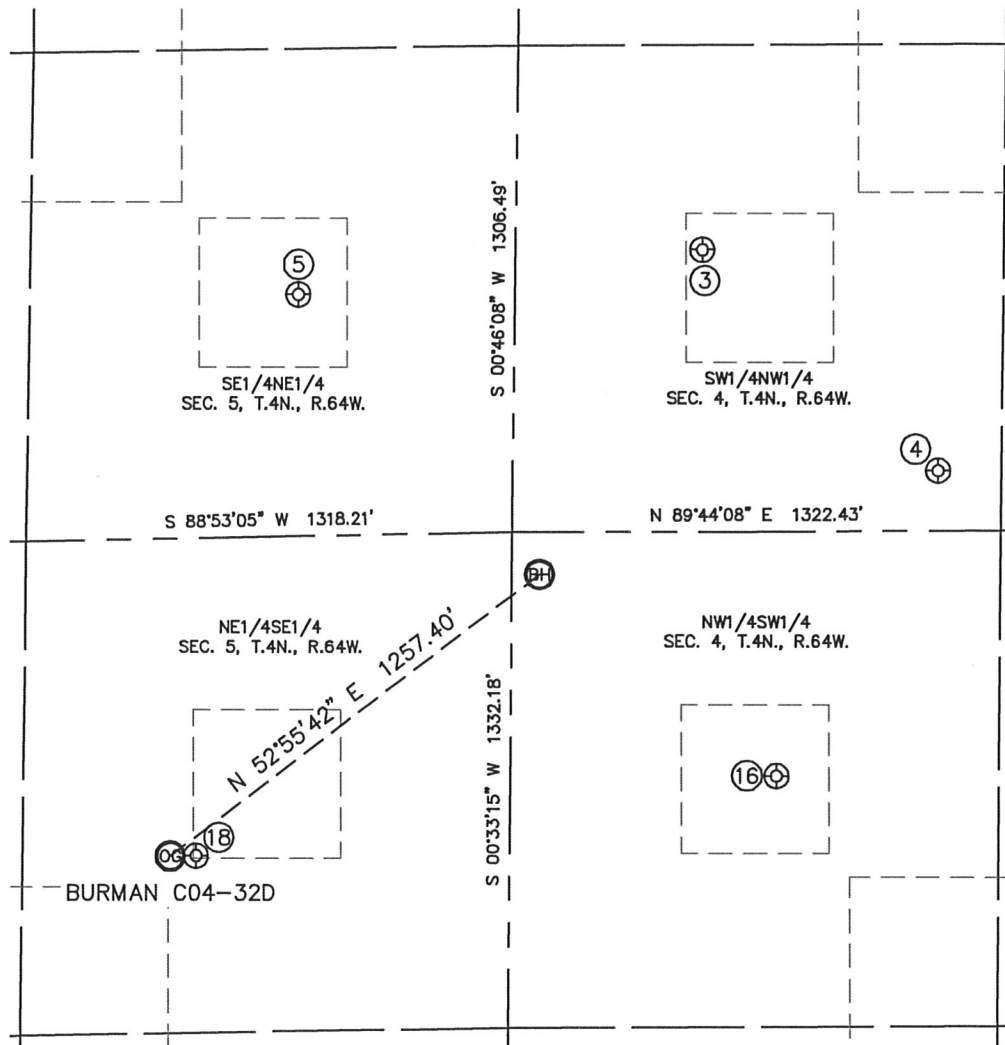 S 00°46'08" W 1306.49'
5
3
SE1/4NE1/4
SEC. 5, T.4N., R.64W.
SW1/4NW1/4
SEC. 4, T.4N., R.64W.
4
S 88°53'05" W 1318.21'
N 89°44'08" E 1322.43'
BH
NE1/4SE1/4
SEC. 5, T.4N., R.64W.
NW1/4SW1/4
SEC. 4, T.4N., R.64W.
N 52°55'42" E 1257.40'
S 00°33'15" W 1332.18'
16
18
OG
BURMAN C04-32D